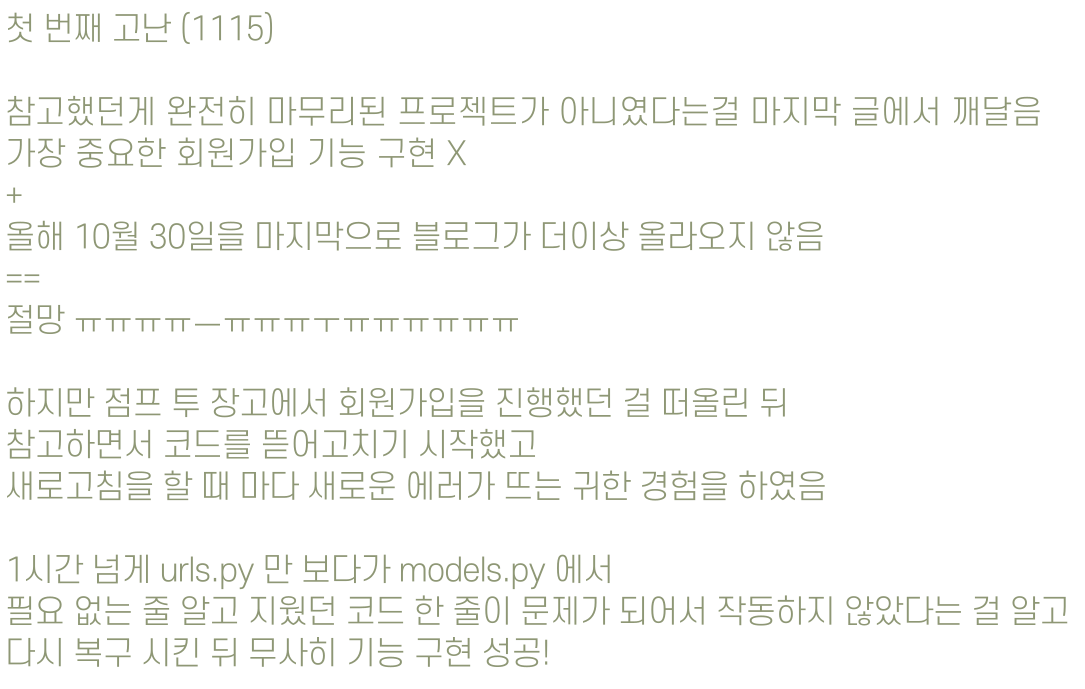 첫 번째 고난 (1115)
참고했던게 완전히 마무리된 프로젝트가 아니였다는걸 마지막 글에서 깨달음
가장 중요한 회원가입 기능 구현 X
+
올해 10월 30일을 마지막으로 블로그가 더이상 올라오지 않음
==
절망 ㅠㅠㅠㅠㅡㅠㅠㅠㅜㅠㅠㅠㅠㅠㅠ
하지만 점프 투 장고에서 회원가입을 진행했던 걸 떠올린 뒤
참고하면서 코드를 뜯어고치기 시작했고
새로고침을 할 때 마다 새로운 에러가 뜨는 귀한 경험을 하였음
1시간 넘게 urls.py 만 보다가 models.py 에서
필요 없는 줄 알고 지웠던 코드 한 줄이 문제가 되어서 작동하지 않았다는 걸 알고
다시 복구 시킨 뒤 무사히 기능 구현 성공!